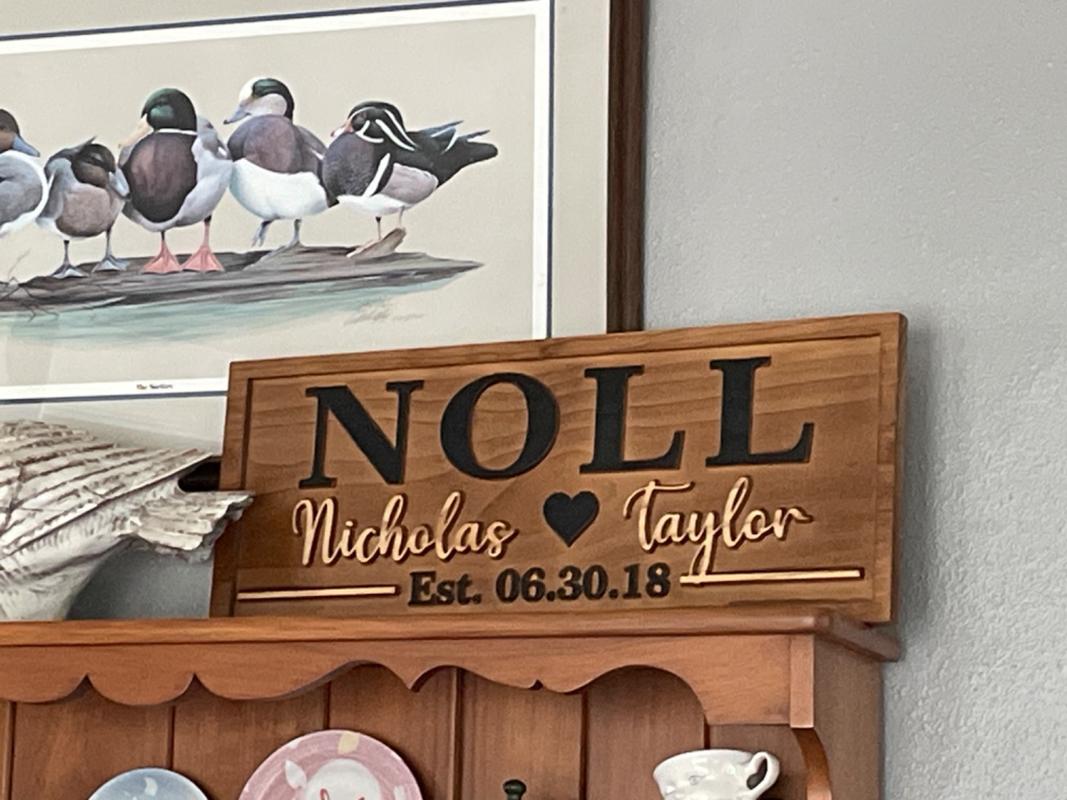 NOLL
Nicholas Taylor
Est. 06.30.18